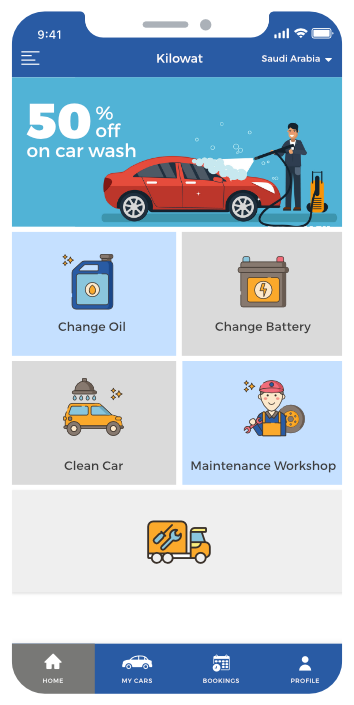 9:41
Kilowat
Saudi Arabia
50 %
off
on car wash
Change Oil
Change Battery
Clean Car
Maintenance Workshop
HOME
MY CARS
BOOKINGS
PROFILE